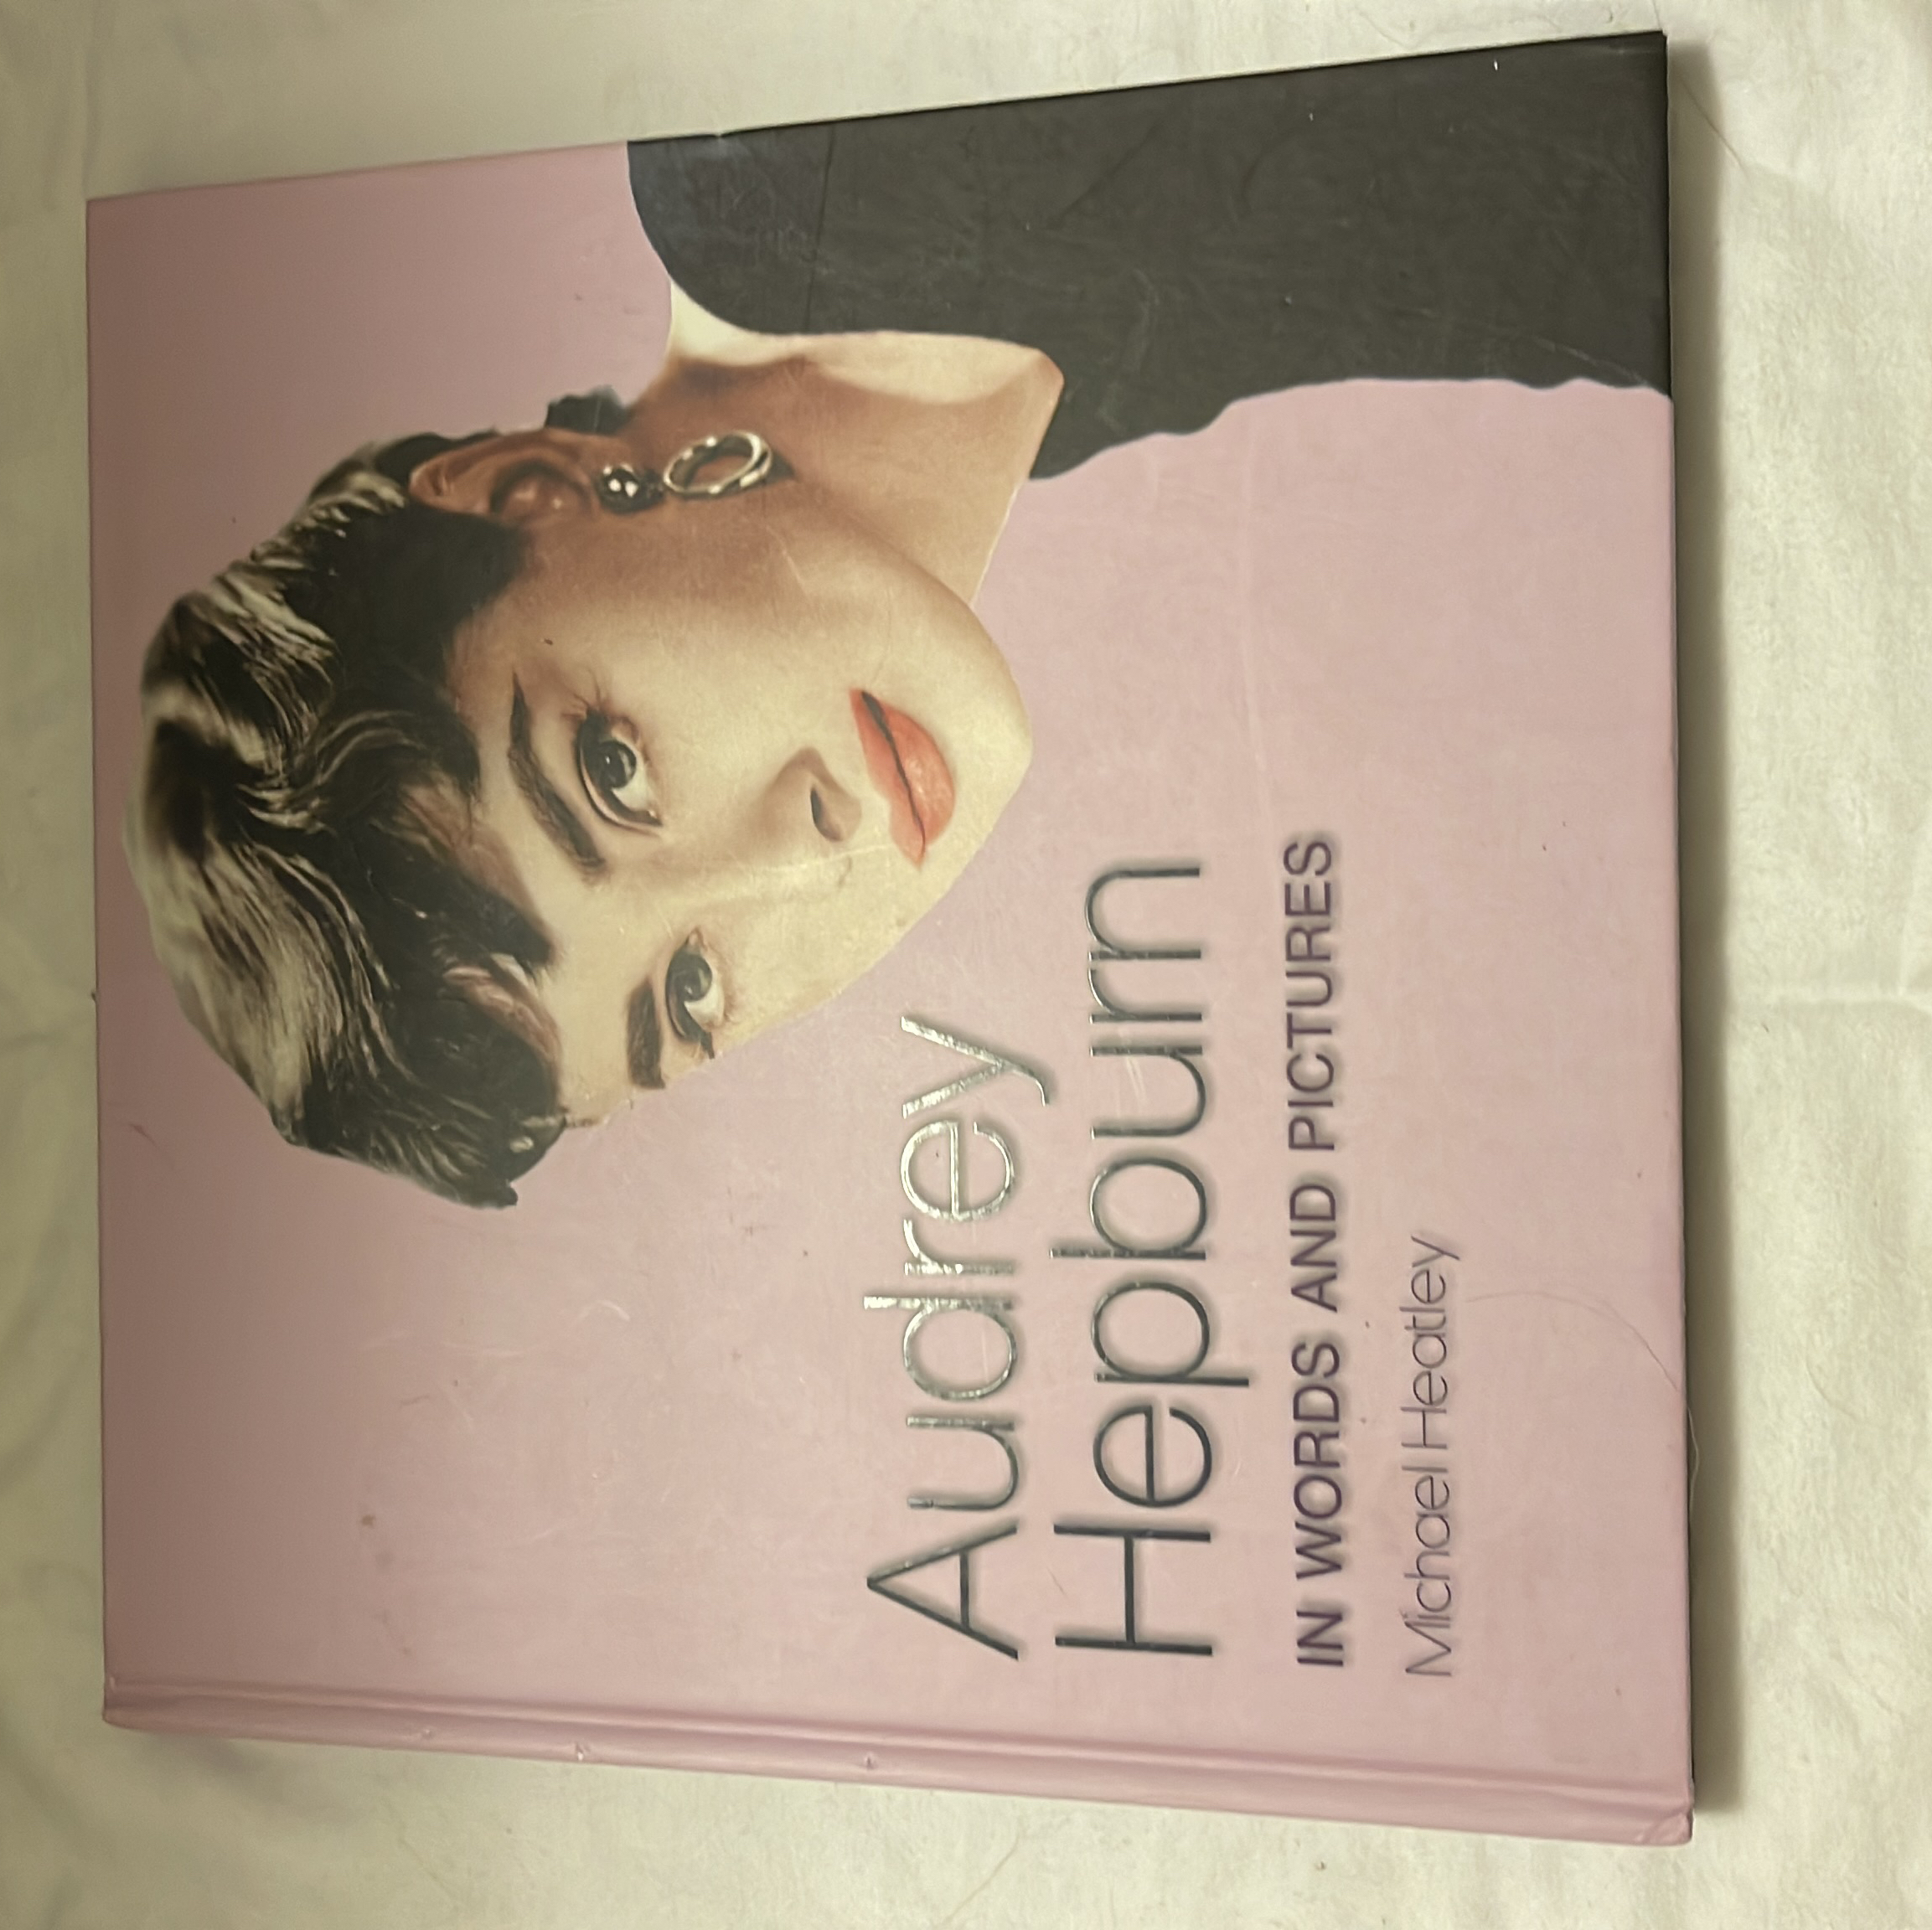 Audrey
Hepburn
IN WORDS AND PICTURES
Michael Heatley